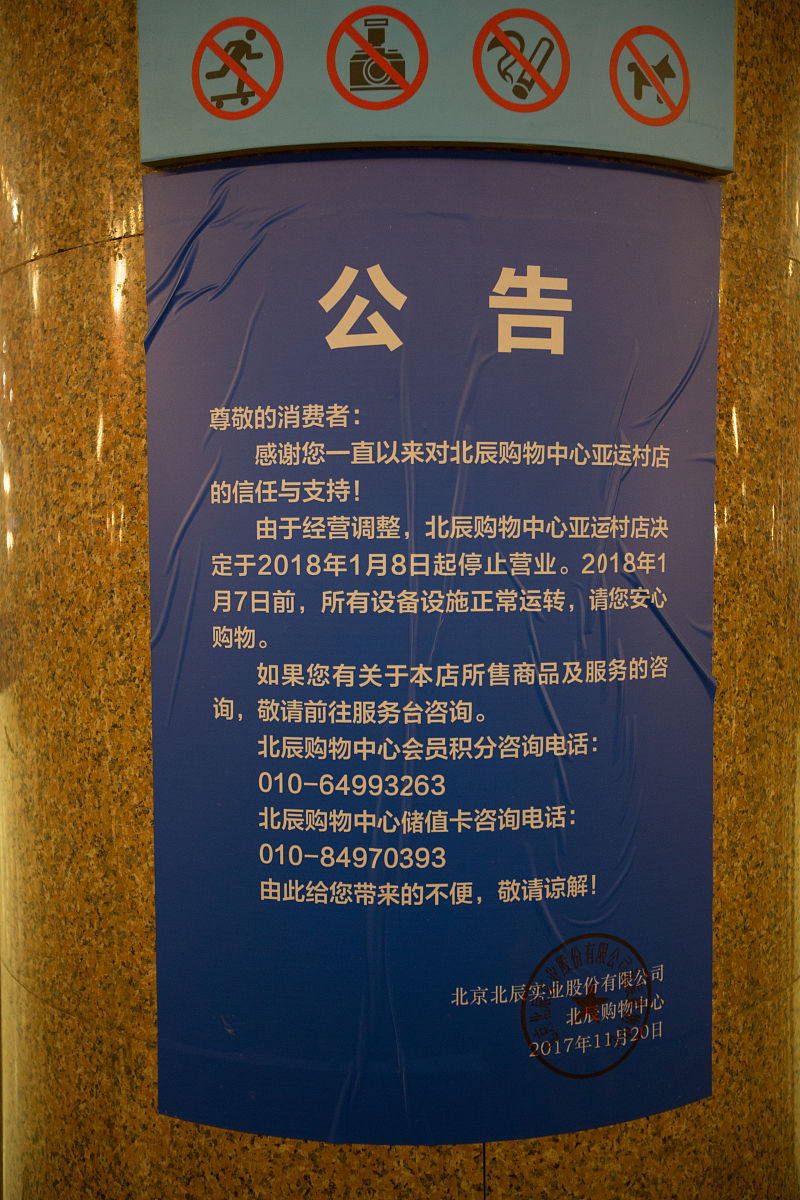 公告
尊敬的消费者：
感谢您一直以来对北辰购物中心亚运村店
的信任与支持！
由于经营调整，北辰购物中心亚运村店决
定于2018年1月8日起停止营业。2018年1
月7日前，所有设备设施正常运转，请您安心
购物。
如果您有关于本店所售商品及服务的咨
询，敬请前往服务台咨询。
北辰购物中心会员积分咨询电话：
010-64993263
北辰购物中心储值卡咨询电话：
010-84970393
由此给您带来的不便，敬请谅解！
北京北辰实业股份有限公司
北辰购物中心
2017年11月20日